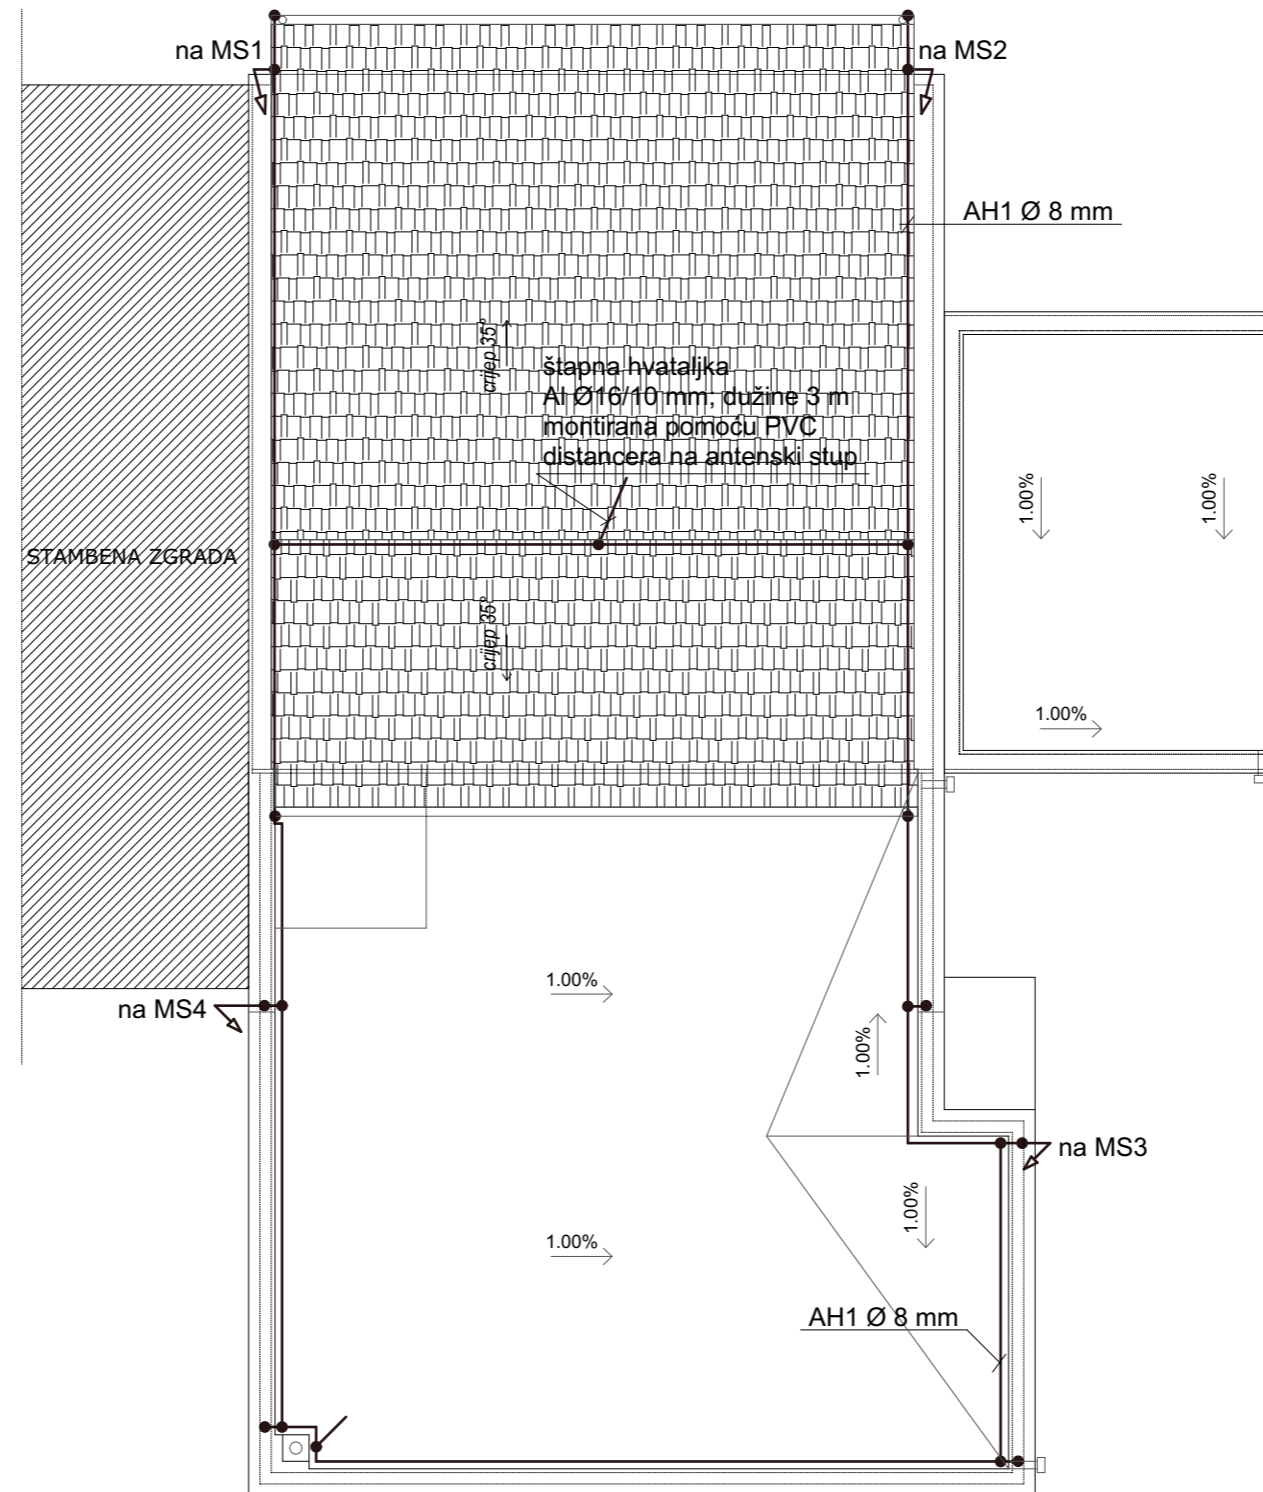 na MS1
na MS2
AH1 Ø 8 mm
crijep 35°
štapna hvataljka
Al Ø16/10 mm; dužine 3 m
montirana pomoću PVC
distancera na antenski stup
1.00%
1.00%
STAMBENA ZGRADA
crijep 35°
1.00%
1.00%
na MS4
1.00%
na MS3
1.00%
1.00%
AH1 Ø 8 mm